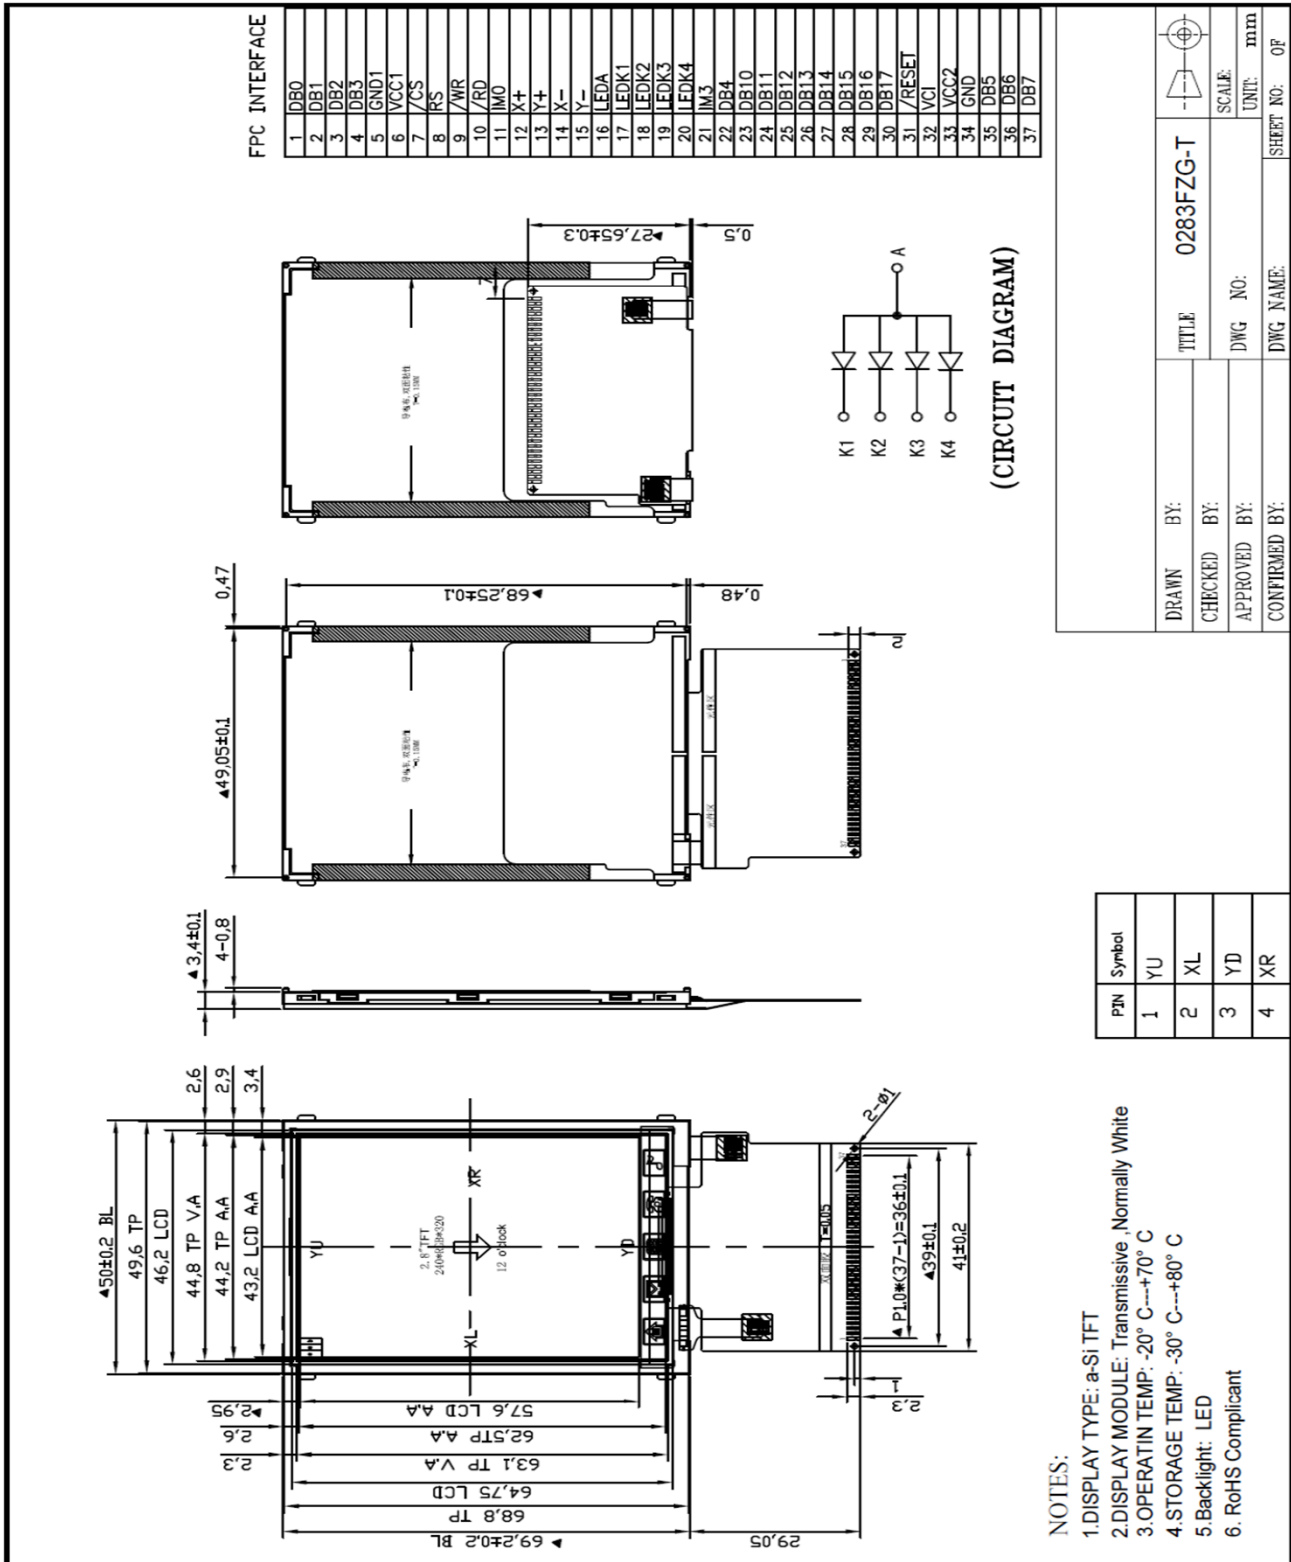 FPC INTERFACE
1 DB0
2 DB1
3 DB2
4 DB3
5 GND1
6 VCC1
7 /CS
8 RS
9 /WR
10 /RD
11 IM0
12 X+
13 Y+
14 X-
15 Y-
16 LEDA
17 LEDK1
18 LEDK2
19 LEDK3
20 LEDK4
21 IM3
22 DB4
23 DB10
24 DB11
25 DB12
26 DB13
27 DB14
28 DB15
29 DB16
30 DB17
31 /RESET
32 VCI
33 VCC2
34 GND
35 DB5
36 DB6
37 DB7
▲50±0.2 BL
49,6 TP
46,2 LCD
44,8 TP V.A
44,2 TP A.A
43,2 LCD A.A
2,6
2,9
3,4
▲3,4±0.1
4-0,8
▲49,05±0.1
0,47
▲2,95
2,6
2,3
57,6 LCD A.A
62,5TP A.A
63,1 TP V.A
64,75 LCD
68,8 TP
▲69,2±0.2 BL
29,05
YU
XL
XR
YD
2.8"TFT
240*RGB*320
12 o'clock
双面胶 T=0.05
37
2-ø1
▲P1.0*(37-1)=36±0.1
▲39±0.1
41±0.2
1
2,3
▲68,25±0.1
0,48
2
37
1
▲27,65±0.3
0,5
7
K1
K2
K3
K4
A
(CIRCUIT DIAGRAM)
NOTES:
1.DISPLAY TYPE: a-Si TFT
2.DISPLAY MODULE: Transmissive ,Normally White
3.OPERATIN TEMP: -20° C---+70° C
4.STORAGE TEMP: -30° C---+80° C
5.Backlight: LED
6. RoHS Complicant
PIN Symbol
1 YU
2 XL
3 YD
4 XR
DRAWN BY:
CHECKED BY:
APPROVED BY:
CONFIRMED BY:
TITLE 0283FZG-T
DWG NO:
DWG NAME:
SCALE:
UNIT: mm
SHEET NO: OF